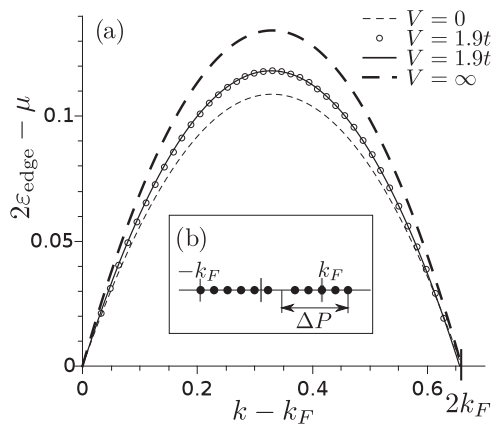 (a)
V = 0
V = 1.9t
V = 1.9t
V = ∞
2ε_edge − μ
0.1
0.05
0
(b)
−k_F
k_F
ΔP
0
0.2
0.4
0.6
2k_F
k − k_F